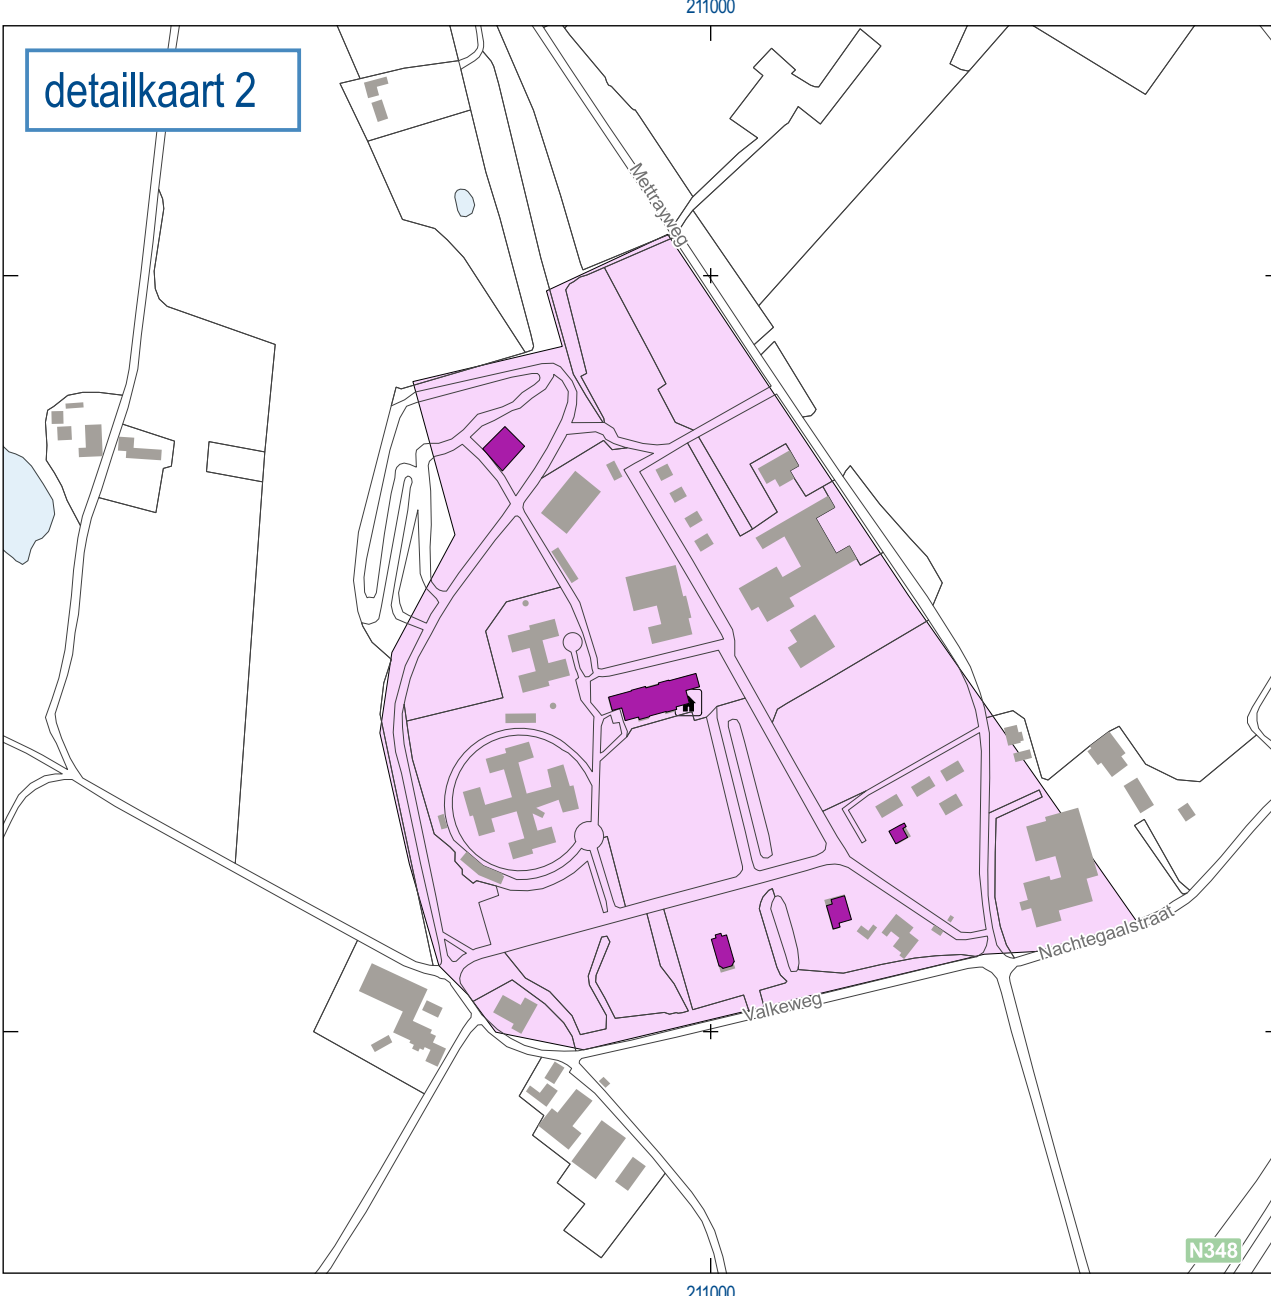 211000
detailkaart 2
Mettrayweg
Nachtegaalstraat
Valkeweg
N348
211000